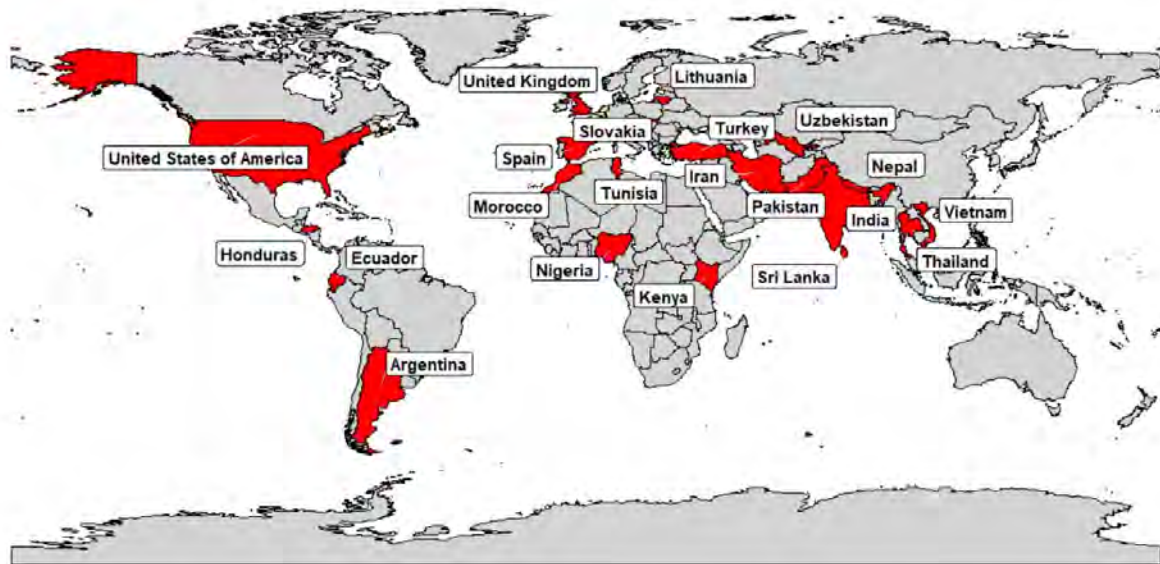 United Kingdom
Lithuania
Slovakia
Turkey
Uzbekistan
United States of America
Spain
Iran
Nepal
Tunisia
Morocco
Pakistan
India
Vietnam
Honduras
Ecuador
Nigeria
Sri Lanka
Thailand
Kenya
Argentina